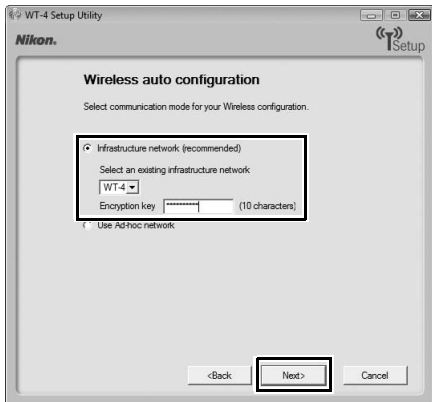 WT-4 Setup Utility
Nikon.
Setup
Wireless auto configuration
Select communication mode for your Wireless configuration.
Infrastructure network (recommended)
Select an existing infrastructure network
WT-4
Encryption key ********** (10 characters)
Use Ad-hoc network
<Back Next> Cancel